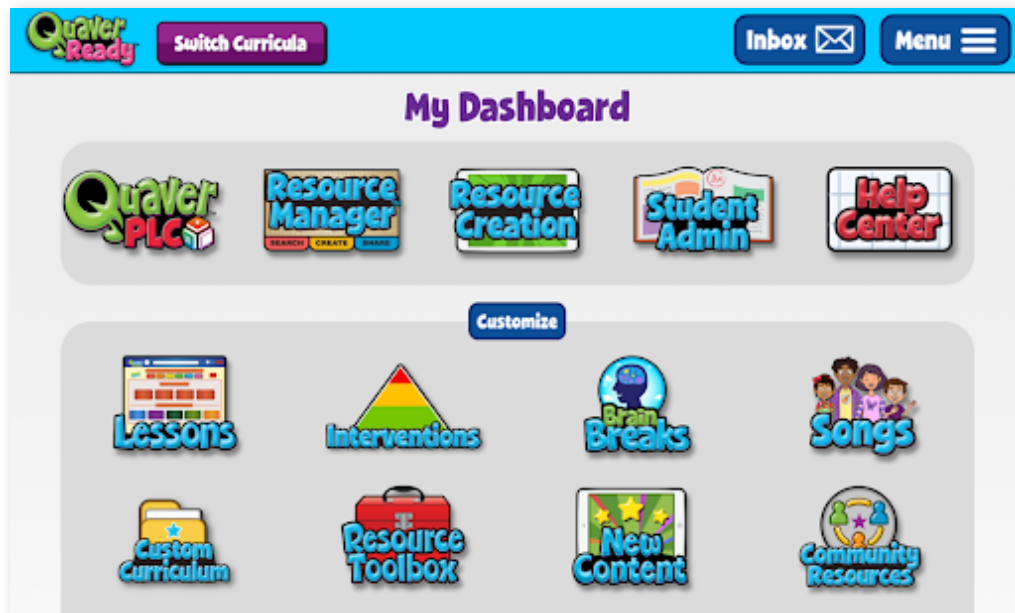 Quaver
Ready
Switch Curricula
Inbox
Menu
My Dashboard
Quaver
PLC
Resource
Manager
SEARCH CREATE SHARE
Resource
Creation
Student
Admin
Help
Center
Customize
Lessons
Interventions
Brain
Breaks
Songs
Custom
Curriculum
Resource
Toolbox
New
Content
Community
Resources